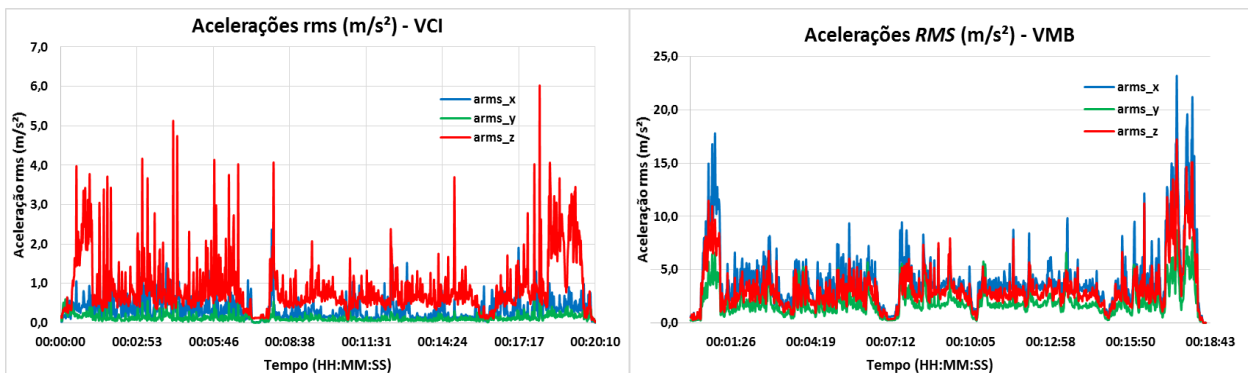 Acelerações rms (m/s²) - VCI
7,0
6,0
5,0
4,0
3,0
2,0
1,0
0,0
Aceleração rms (m/s²)
arms_x
arms_y
arms_z
00:00:00 00:02:53 00:05:46 00:08:38 00:11:31 00:14:24 00:17:17 00:20:10
Tempo (HH:MM:SS)
Acelerações RMS (m/s²) - VMB
25,0
20,0
15,0
10,0
5,0
0,0
Aceleração rms (m/s²)
arms_x
arms_y
arms_z
00:01:26 00:04:19 00:07:12 00:10:05 00:12:58 00:15:50 00:18:43
Tempo (HH:MM:SS)